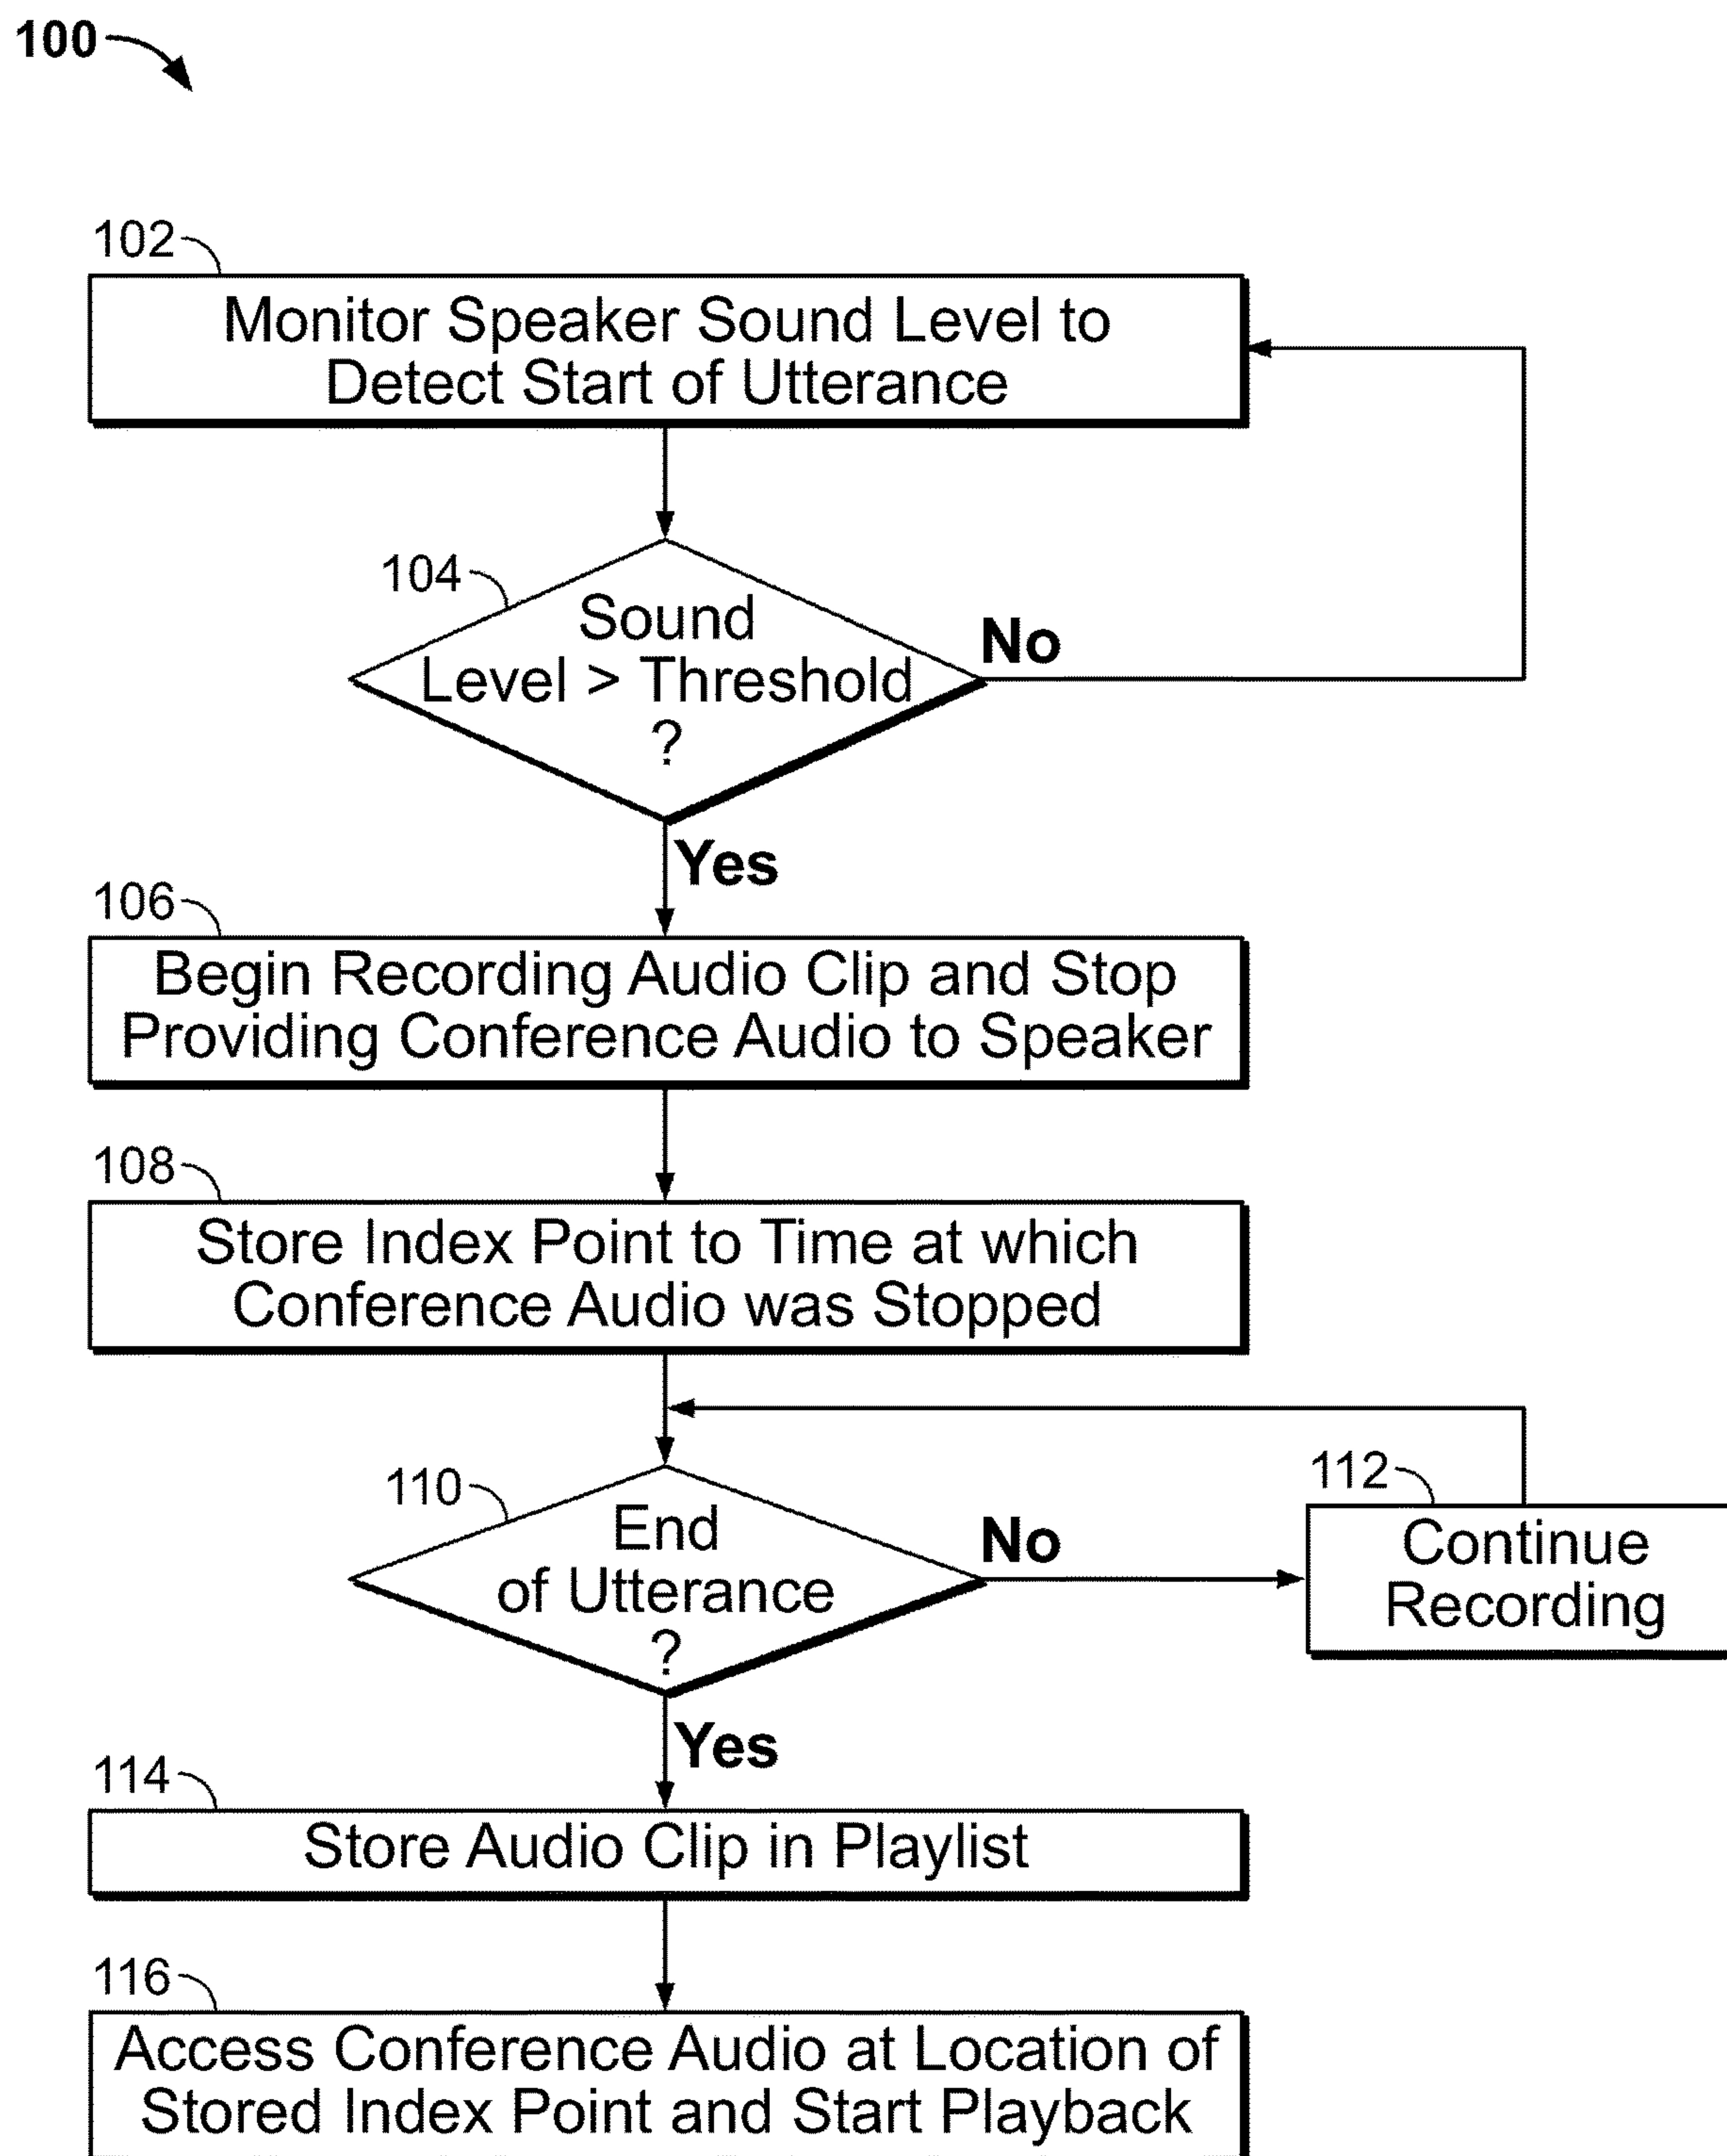 100
102
Monitor Speaker Sound Level to
Detect Start of Utterance
104
Sound
Level > Threshold
?
No
Yes
106
Begin Recording Audio Clip and Stop
Providing Conference Audio to Speaker
108
Store Index Point to Time at which
Conference Audio was Stopped
110
End
of Utterance
?
No
112
Continue
Recording
Yes
114
Store Audio Clip in Playlist
116
Access Conference Audio at Location of
Stored Index Point and Start Playback